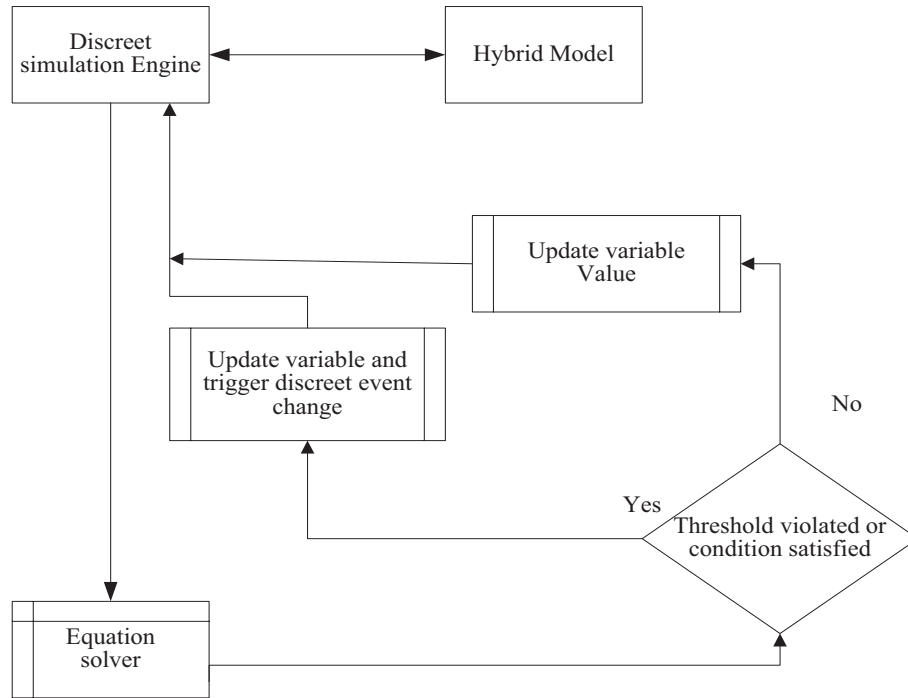 Discreet
simulation Engine
Hybrid Model
Update variable
Value
Update variable and
trigger discreet event
change
No
Yes
Threshold violated or
condition satisfied
Equation
solver